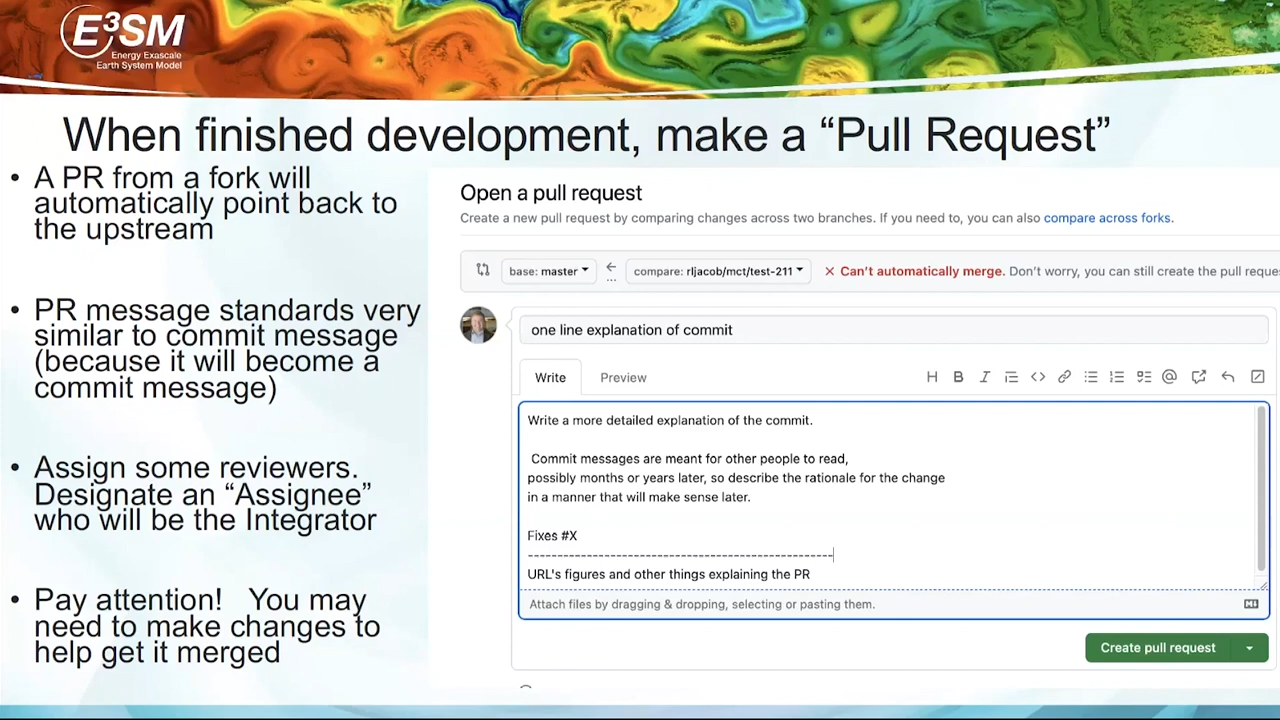 E³SM
Energy Exascale
Earth System Model
When finished development, make a “Pull Request”
• A PR from a fork will
automatically point back to
the upstream
• PR message standards very
similar to commit message
(because it will become a
commit message)
• Assign some reviewers.
Designate an “Assignee”
who will be the Integrator
• Pay attention! You may
need to make changes to
help get it merged
Open a pull request
Create a new pull request by comparing changes across two branches. If you need to, you can also compare across forks.
base: master compare: rljacob/mct/test-211 Can’t automatically merge. Don’t worry, you can still create the pull reque
one line explanation of commit
Write Preview
Write a more detailed explanation of the commit.
Commit messages are meant for other people to read,
possibly months or years later, so describe the rationale for the change
in a manner that will make sense later.
Fixes #X
-----------------------------------------------------
URL's figures and other things explaining the PR
Attach files by dragging & dropping, selecting or pasting them.
Create pull request